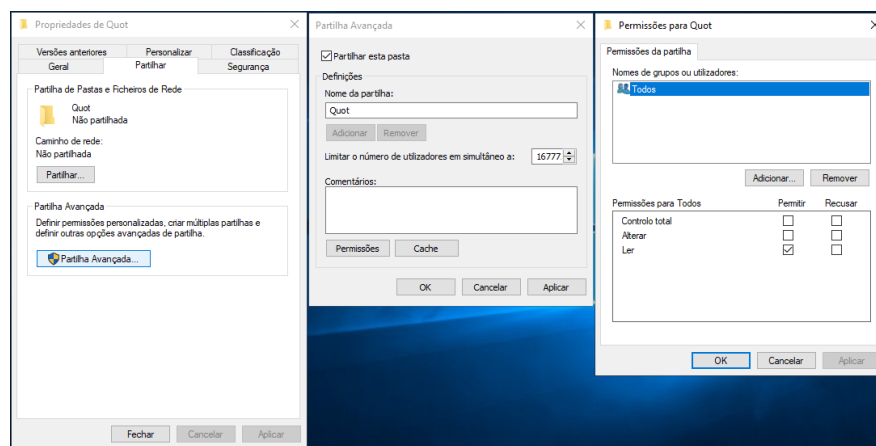 Propriedades de Quot
Versões anteriores
Personalizar
Classificação
Geral
Partilhar
Segurança
Partilha de Pastas e Ficheiros de Rede
Quot
Não partilhada
Caminho de rede:
Não partilhada
Partilhar...
Partilha Avançada
Definir permissões personalizadas, criar múltiplas partilhas e
definir outras opções avançadas de partilha.
Partilha Avançada...
Fechar
Cancelar
Aplicar
Partilha Avançada
Partilhar esta pasta
Definições
Nome da partilha:
Quot
Adicionar
Remover
Limitar o número de utilizadores em simultâneo a:
16777
Comentários:
Permissões
Cache
OK
Cancelar
Aplicar
Permissões para Quot
Permissões da partilha
Nomes de grupos ou utilizadores:
Todos
Adicionar...
Remover
Permissões para Todos
Permitir
Recusar
Controlo total
Alterar
Ler
OK
Cancelar
Aplicar